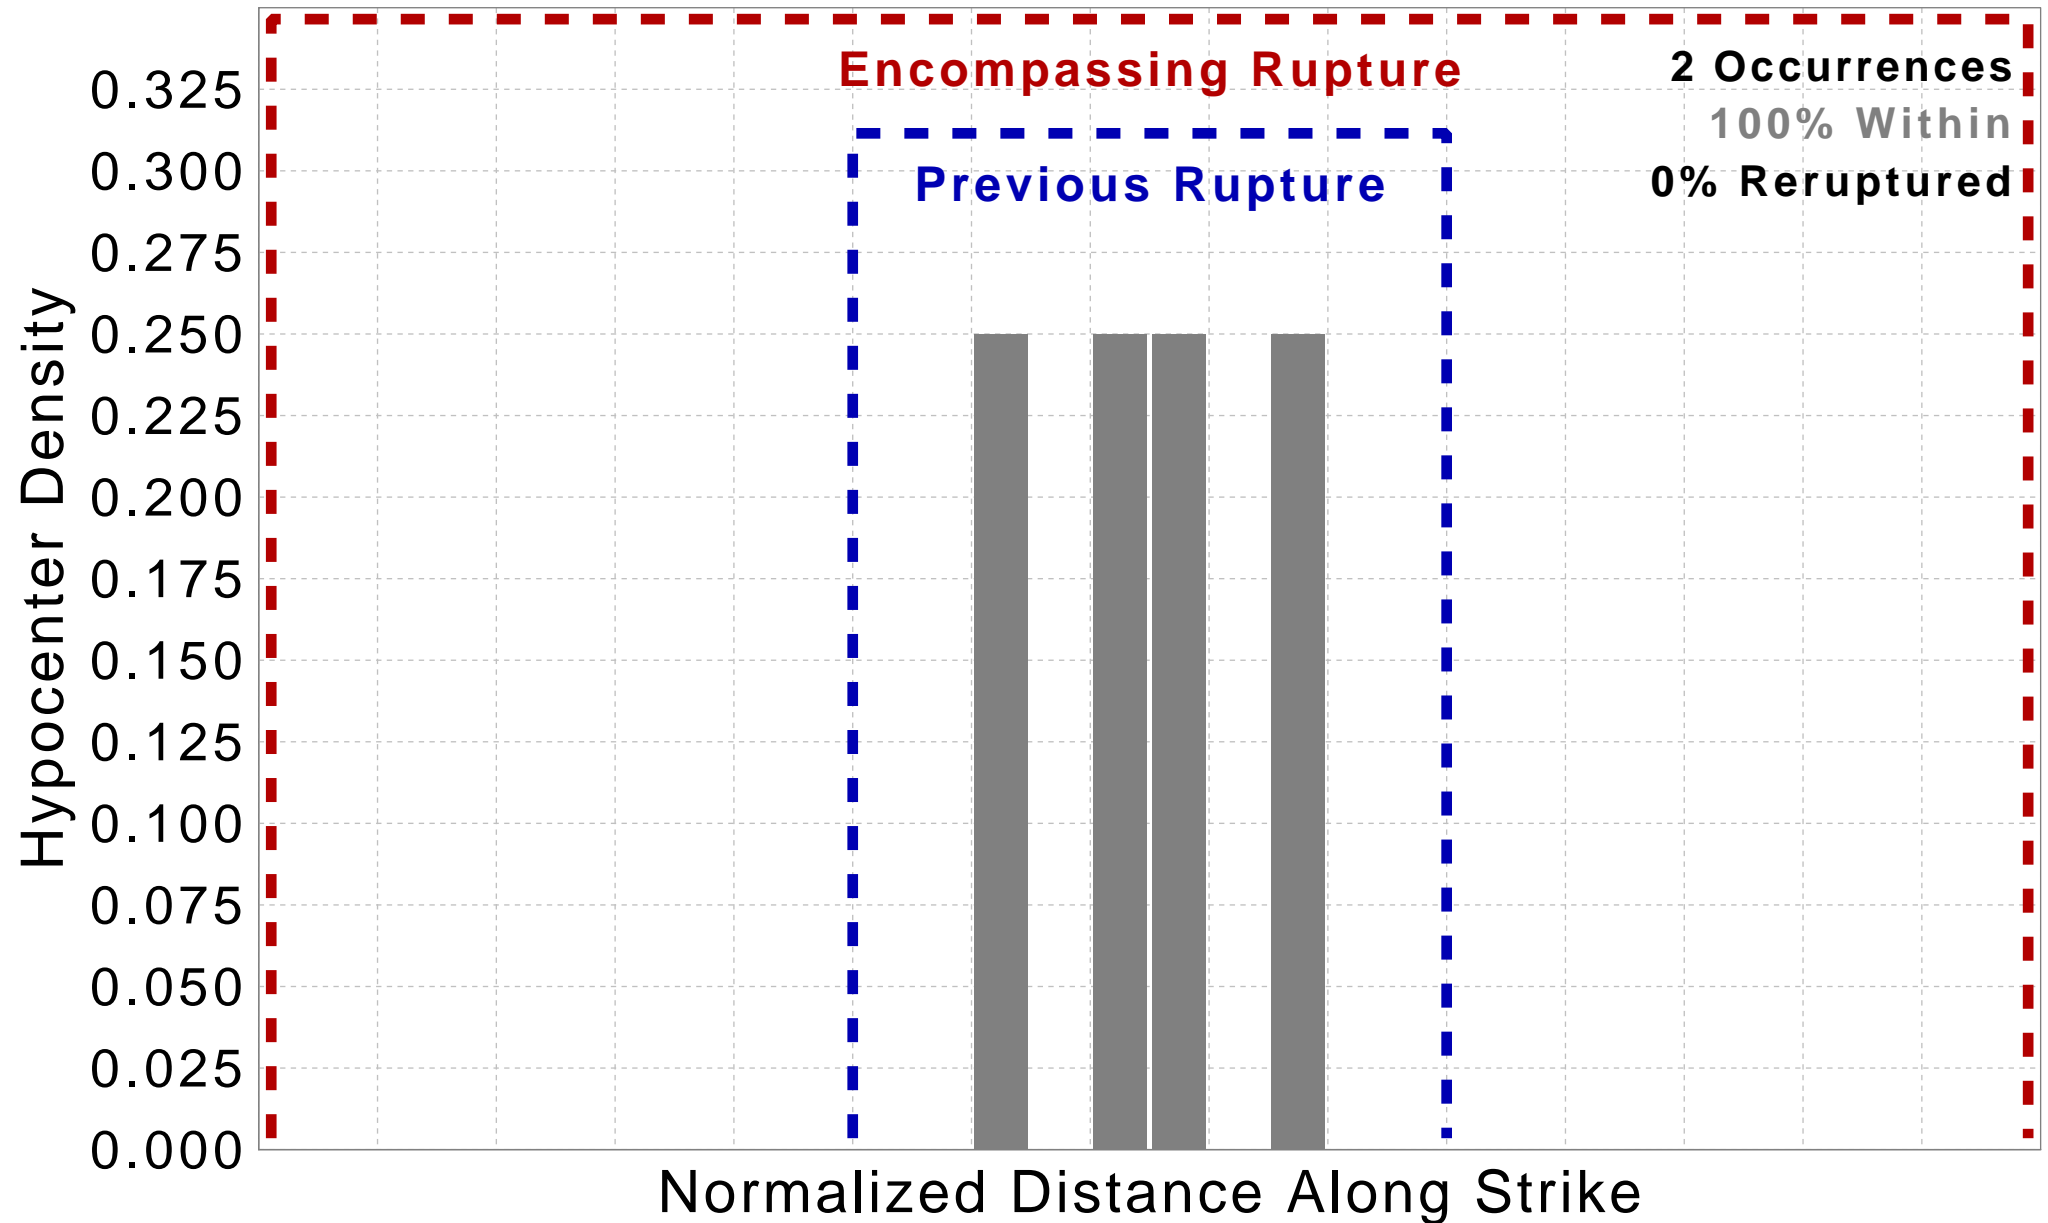 Encompassing Rupture
2 Occurrences
100% Within
0% Reruptured
Previous Rupture
Hypocenter Density
0.325
0.300
0.275
0.250
0.225
0.200
0.175
0.150
0.125
0.100
0.075
0.050
0.025
0.000
Normalized Distance Along Strike